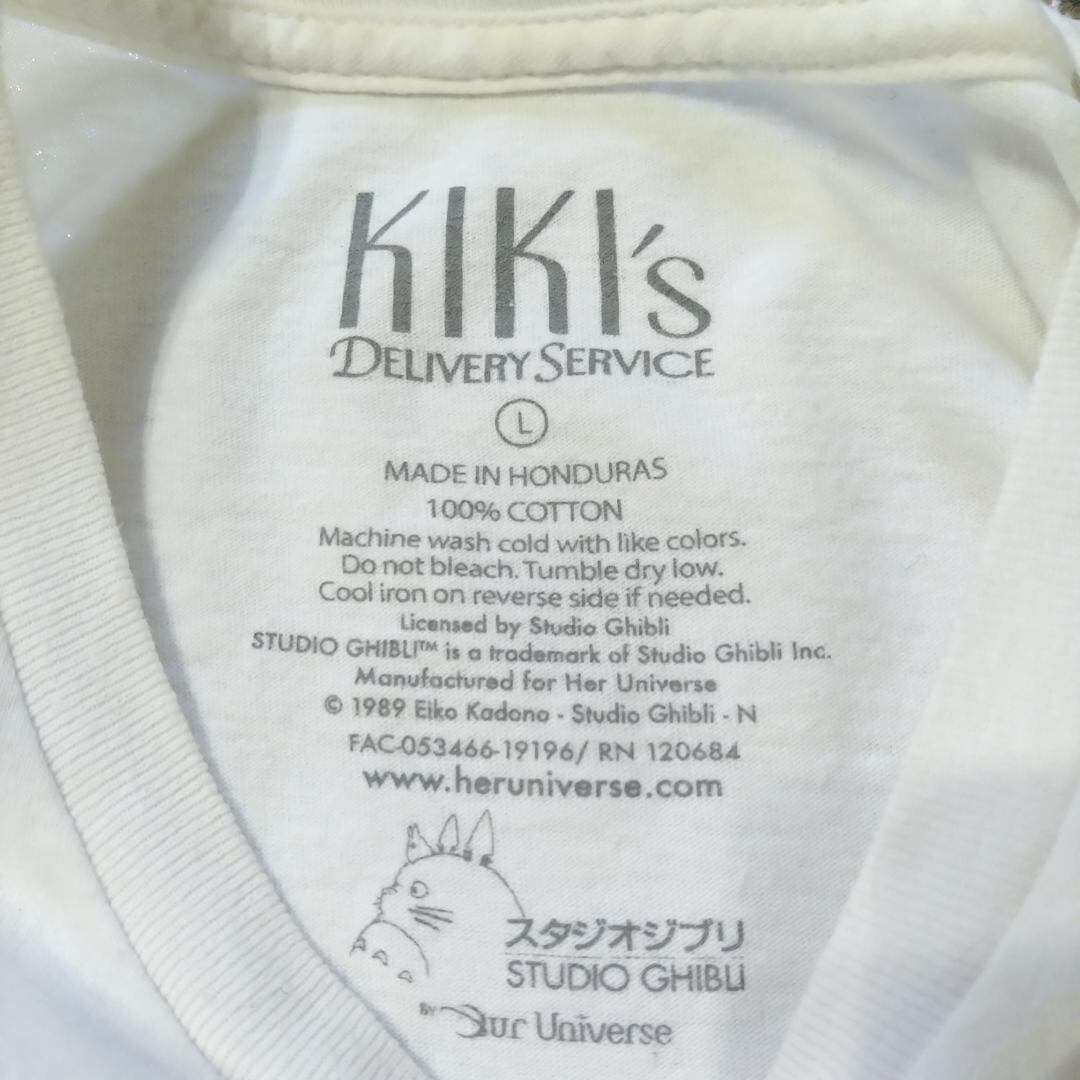 KIKI's
DELIVERY SERVICE
L
MADE IN HONDURAS
100% COTTON
Machine wash cold with like colors.
Do not bleach. Tumble dry low.
Cool iron on reverse side if needed.
Licensed by Studio Ghibli
STUDIO GHIBLI™ is a trademark of Studio Ghibli Inc.
Manufactured for Her Universe
© 1989 Eiko Kadono - Studio Ghibli - N
FAC-053466-19196/ RN 120684
www.heruniverse.com
スタジオジブリ
STUDIO GHIBLI
BY Our Universe